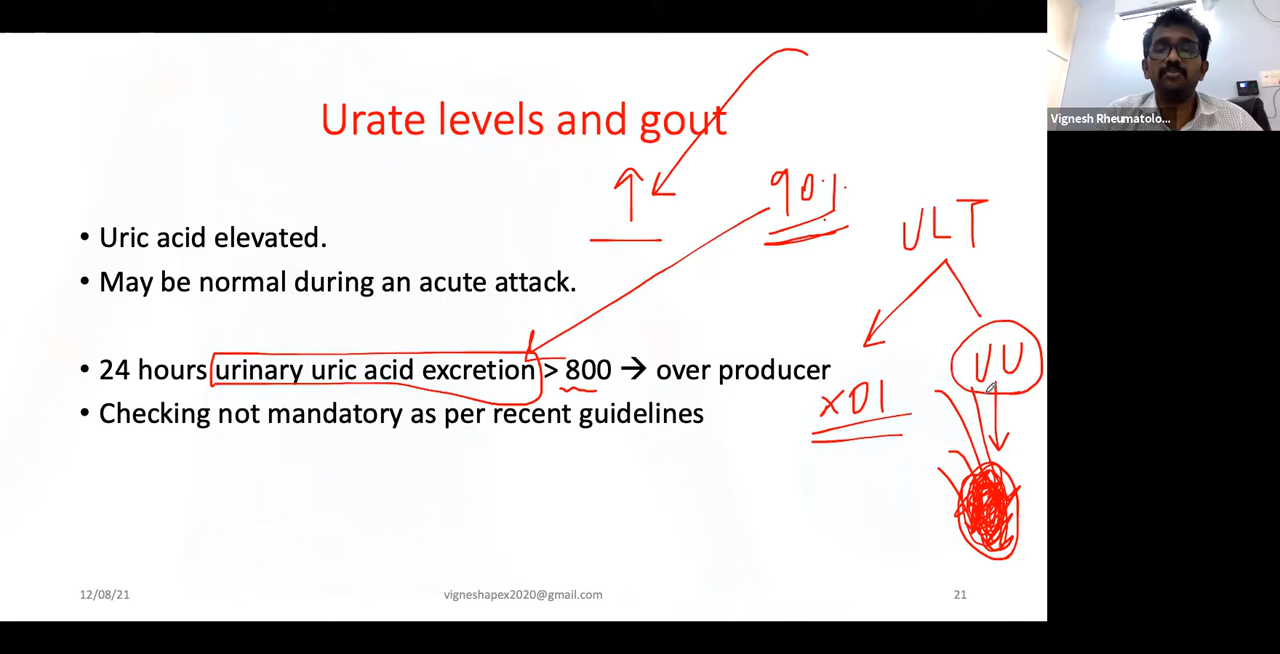 Urate levels and gout
Vignesh Rheumatolo...
90%
ULT
• Uric acid elevated.
• May be normal during an acute attack.
UU
• 24 hours urinary uric acid excretion > 800 → over producer
XOI
• Checking not mandatory as per recent guidelines
12/08/21
vigneshapex2020@gmail.com
21